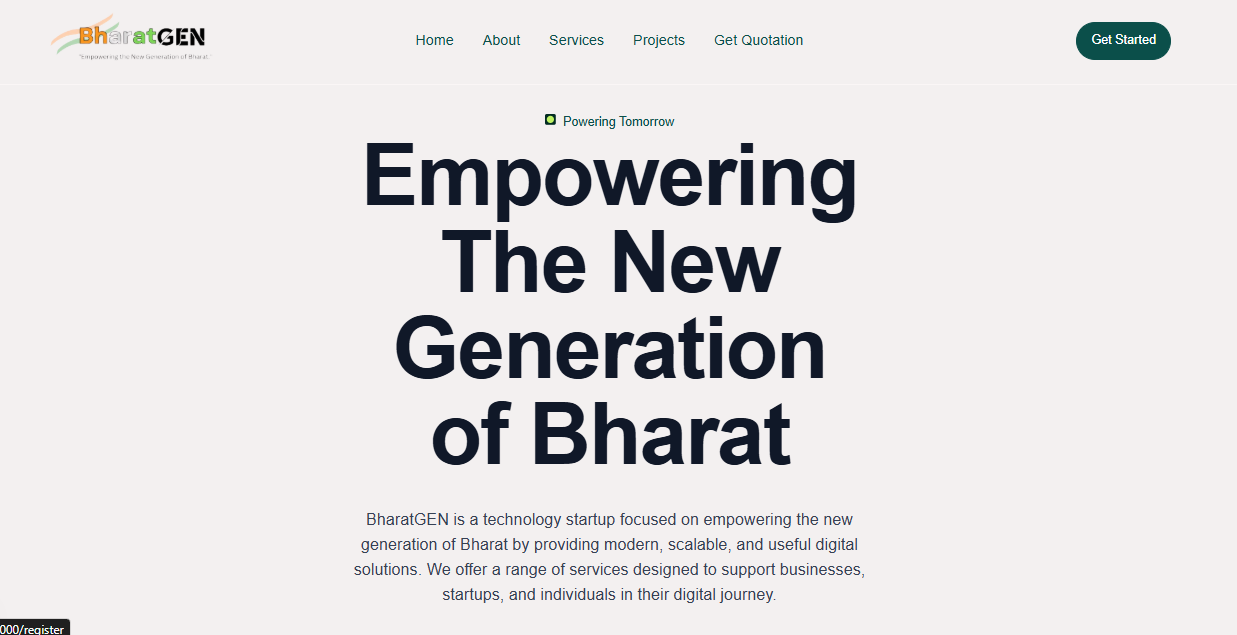 BharatGEN
"Empowering the New Generation of Bharat."
Home About Services Projects Get Quotation
Get Started
Powering Tomorrow
Empowering
The New
Generation
of Bharat
BharatGEN is a technology startup focused on empowering the new
generation of Bharat by providing modern, scalable, and useful digital
solutions. We offer a range of services designed to support businesses,
startups, and individuals in their digital journey.
000/register